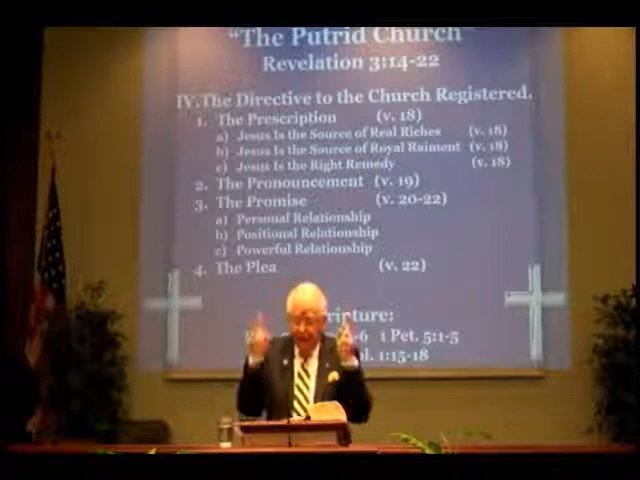 "The Putrid Church"
Revelation 3:14-22
IV.The Directive to the Church Registered.
1. The Prescription (v. 18)
a) Jesus Is the Source of Real Riches (v. 18)
b) Jesus Is the Source of Royal Raiment (v. 18)
c) Jesus Is the Right Remedy (v. 18)
2. The Pronouncement (v. 19)
3. The Promise (v. 20-22)
a) Personal Relationship
b) Positional Relationship
c) Powerful Relationship
4. The Plea (v. 22)
1 Pet. 5:1-5
1:15-18